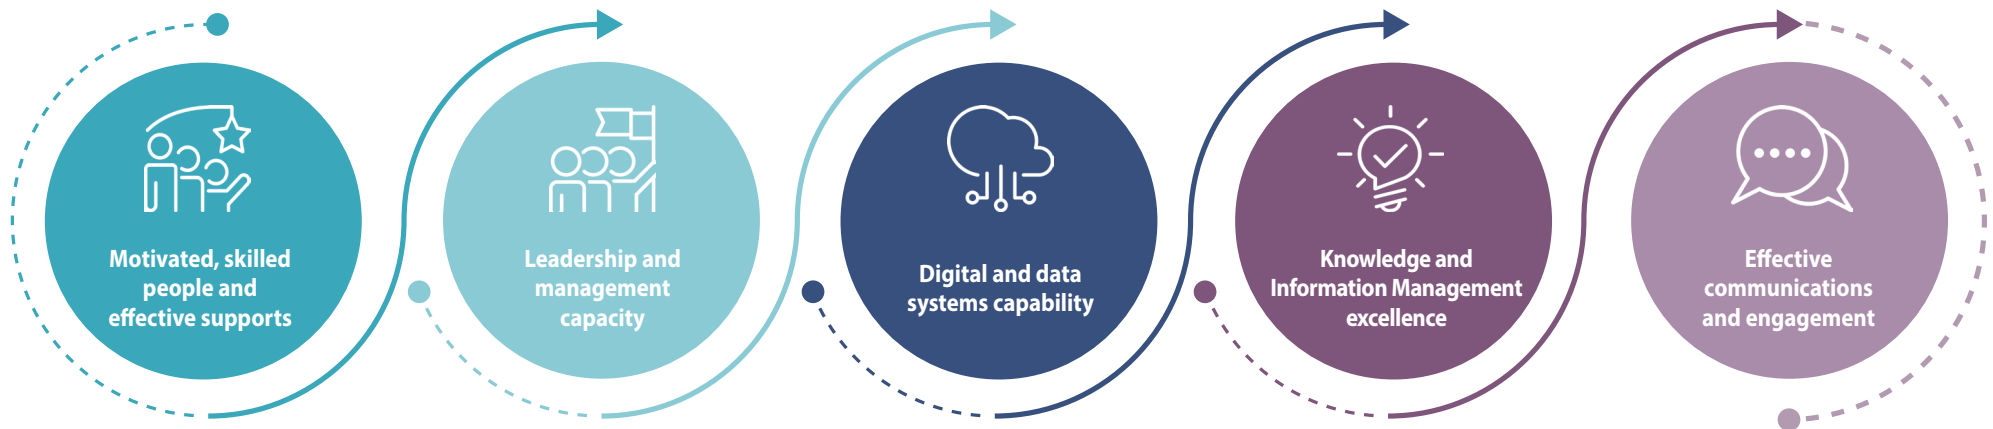 Motivated, skilled
people and
effective supports
Leadership and
management
capacity
Digital and data
systems capability
Knowledge and
Information Management
excellence
Effective
communications
and engagement